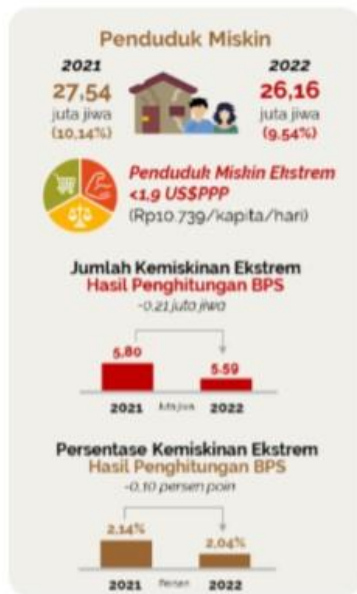 Penduduk Miskin
2021
27,54
juta jiwa
(10,14%)
2022
26,16
juta jiwa
(9,54%)
Penduduk Miskin Ekstrem
<1,9 US$PPP
(Rp10.739/kapita/hari)
Jumlah Kemiskinan Ekstrem
Hasil Penghitungan BPS
-0,21 juta jiwa
5,80
5.59
2021 Juta jiwa 2022
Persentase Kemiskinan Ekstrem
Hasil Penghitungan BPS
-0,10 persen poin
2,14%
2,04%
2021 Persen 2022